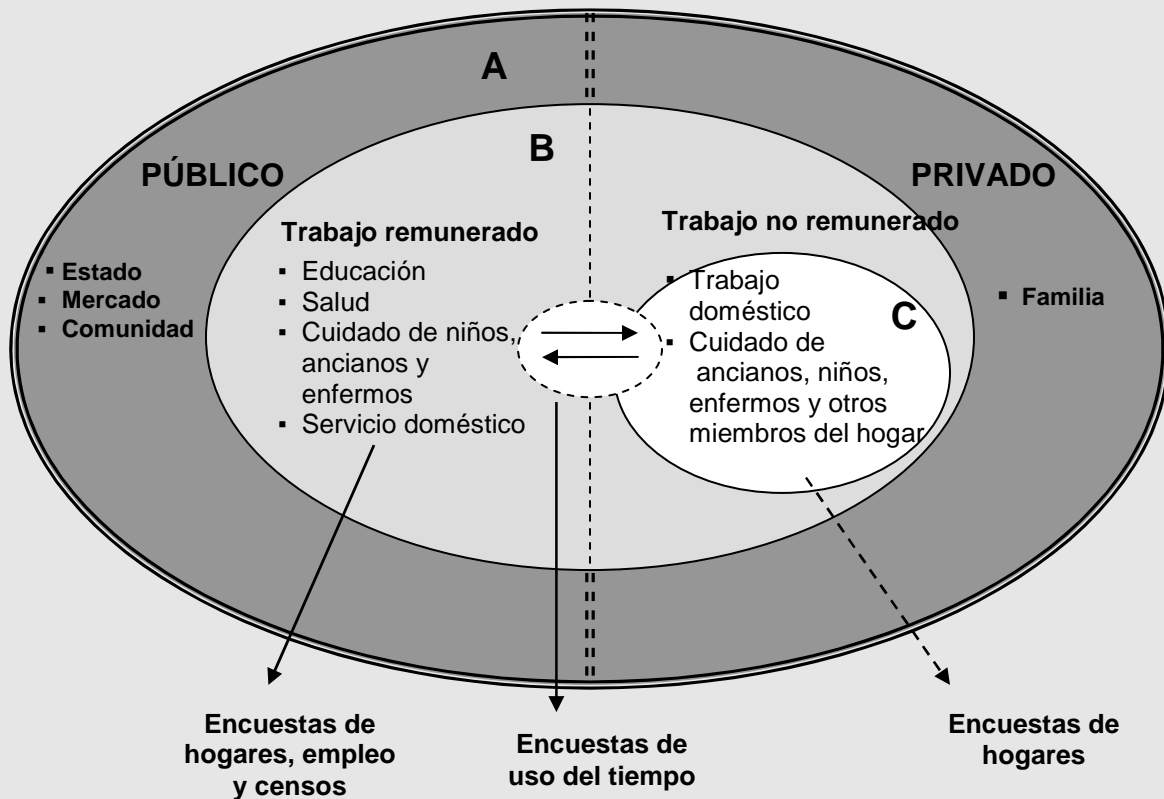 A
B
PÚBLICO
PRIVADO
Trabajo remunerado
▪ Educación
▪ Salud
▪ Cuidado de niños,
ancianos y
enfermos
▪ Servicio doméstico
▪ Estado
▪ Mercado
▪ Comunidad
Trabajo no remunerado
▪ Trabajo
doméstico
▪ Cuidado de
ancianos, niños,
enfermos y otros
miembros del hogar
C
▪ Familia
Encuestas de
hogares, empleo
y censos
Encuestas de
uso del tiempo
Encuestas de
hogares